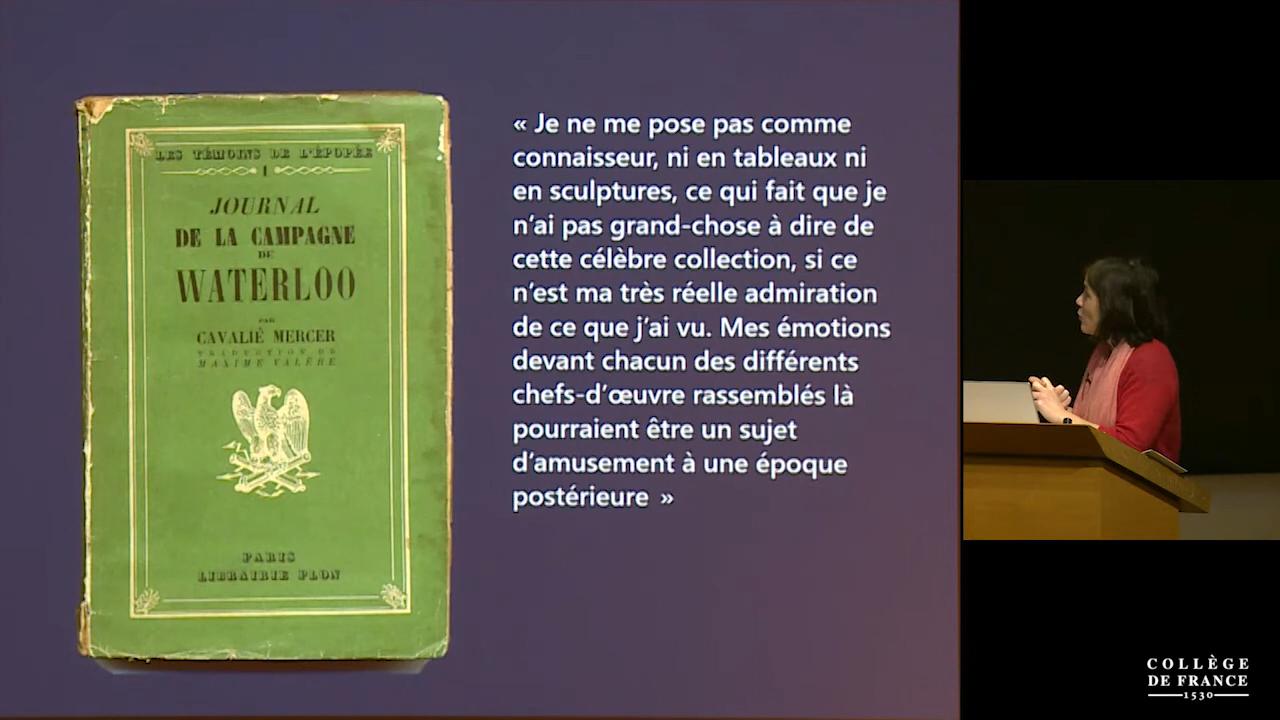 LES TÉMOINS DE L'ÉPOPÉE
I
JOURNAL
DE LA CAMPAGNE
DE
WATERLOO
PAR
CAVALIÉ MERCER
TRADUCTION DE
MAXIME VALÈRE
PARIS
LIBRAIRIE PLON
« Je ne me pose pas comme
connaisseur, ni en tableaux ni
en sculptures, ce qui fait que je
n'ai pas grand-chose à dire de
cette célèbre collection, si ce
n'est ma très réelle admiration
de ce que j'ai vu. Mes émotions
devant chacun des différents
chefs-d'œuvre rassemblés là
pourraient être un sujet
d'amusement à une époque
postérieure »
COLLÈGE
DE FRANCE
1530